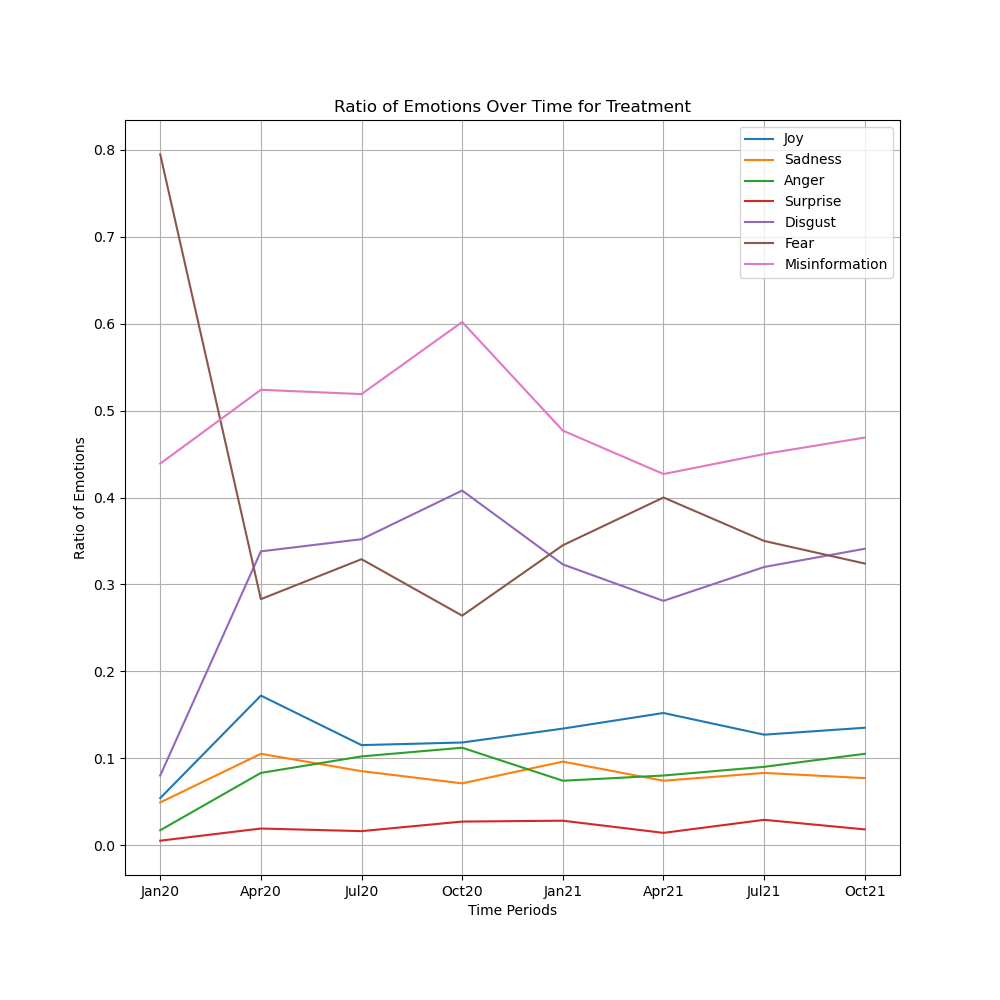 Ratio of Emotions Over Time for Treatment
Joy
Sadness
Anger
Surprise
Disgust
Fear
Misinformation
Ratio of Emotions
0.8
0.7
0.6
0.5
0.4
0.3
0.2
0.1
0.0
Jan20 Apr20 Jul20 Oct20 Jan21 Apr21 Jul21 Oct21
Time Periods